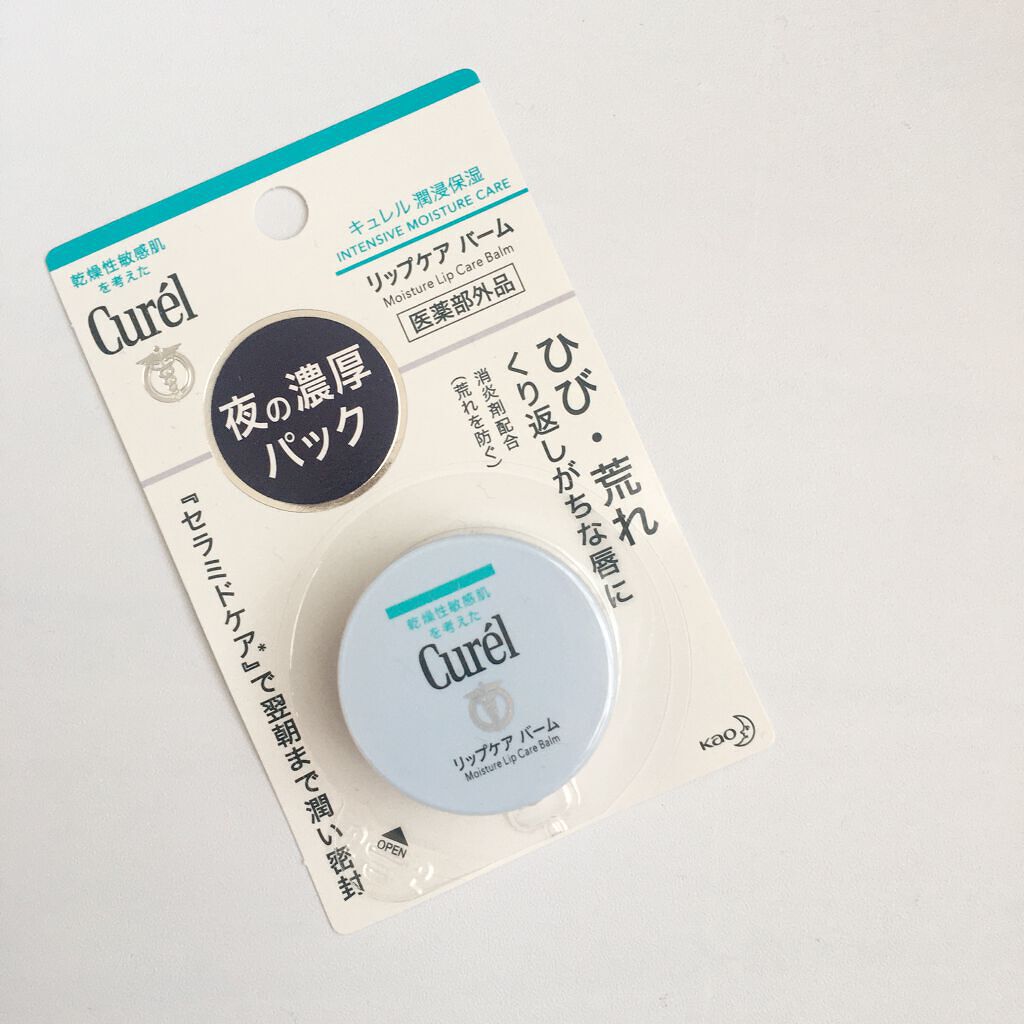 乾燥性敏感肌
を考えた
Curél
キュレル 潤浸保湿
INTENSIVE MOISTURE CARE
リップケア バーム
Moisture Lip Care Balm
医薬部外品
夜の濃厚
パック
ひび・荒れ
くり返しがちな唇に
消炎剤配合
(荒れを防ぐ)
『セラミドケア』*で翌朝まで潤い密封
乾燥性敏感肌
を考えた
Curél
リップケア バーム
Moisture Lip Care Balm
OPEN
Kao